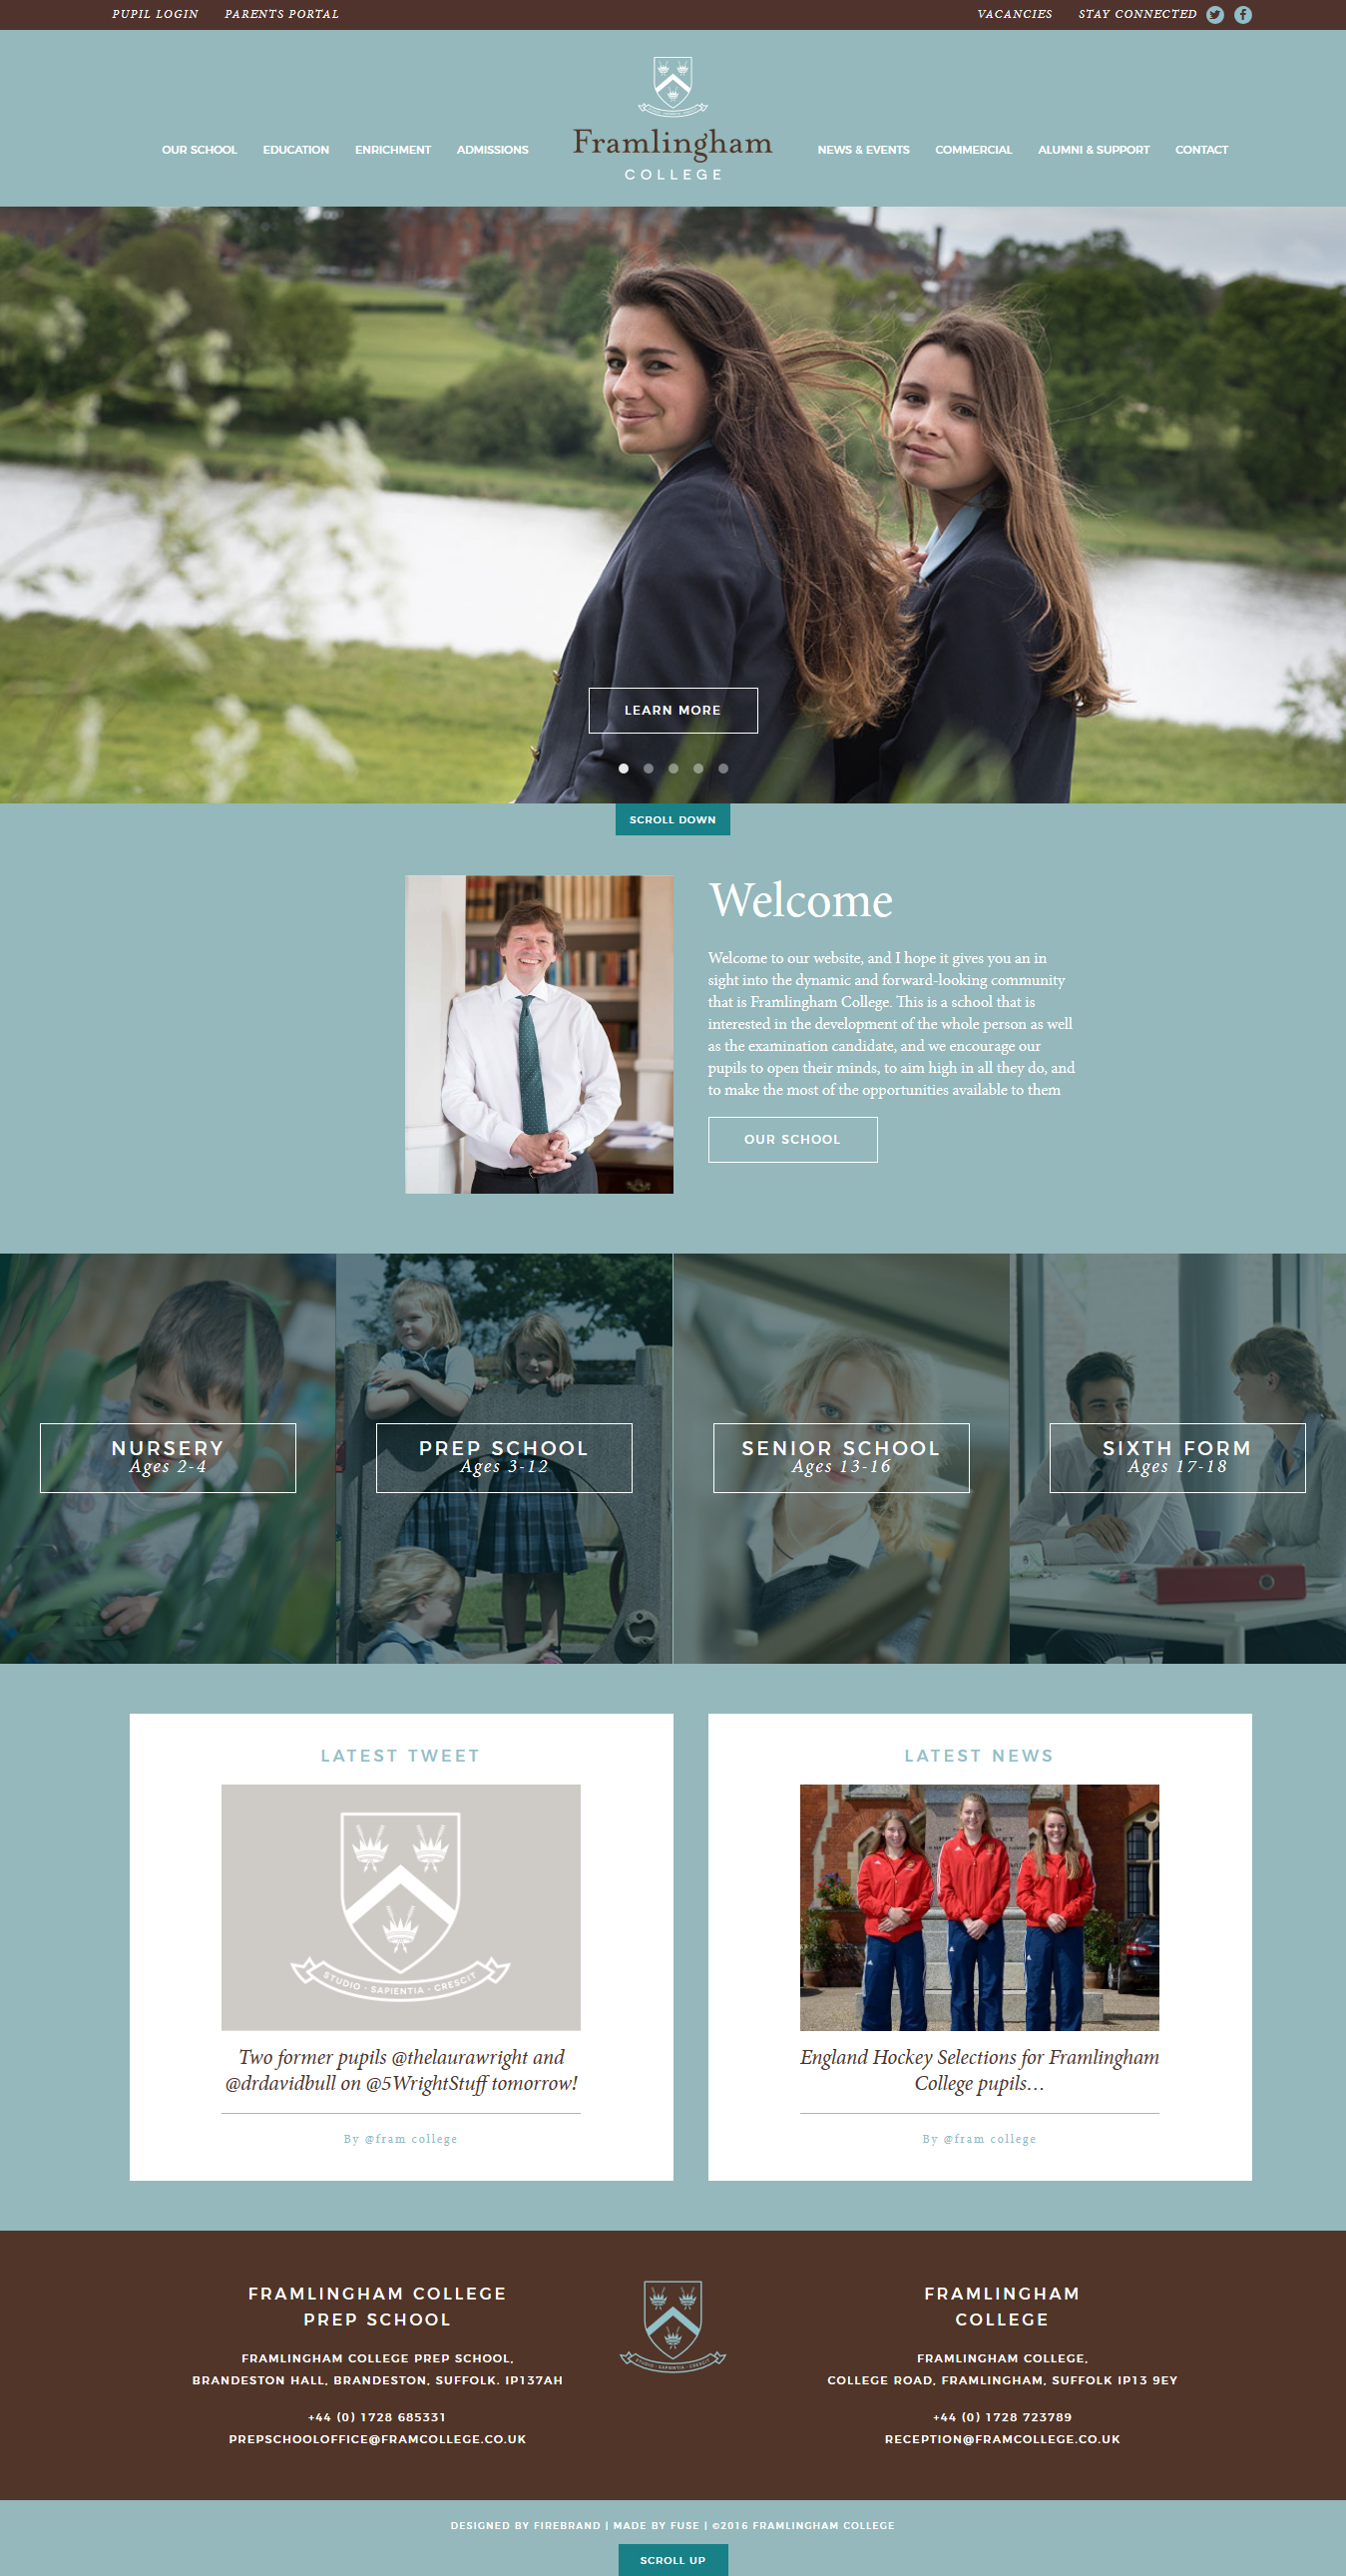 PUPIL LOGIN
PARENTS PORTAL
VACANCIES
STAY CONNECTED
OUR SCHOOL
EDUCATION
ENRICHMENT
ADMISSIONS
Framlingham
COLLEGE
NEWS & EVENTS
COMMERCIAL
ALUMNI & SUPPORT
CONTACT
LEARN MORE
SCROLL DOWN
Welcome
Welcome to our website, and I hope it gives you an in
sight into the dynamic and forward-looking community
that is Framlingham College. This is a school that is
interested in the development of the whole person as well
as the examination candidate, and we encourage our
pupils to open their minds, to aim high in all they do, and
to make the most of the opportunities available to them
OUR SCHOOL
NURSERY
Ages 2-4
PREP SCHOOL
Ages 3-12
SENIOR SCHOOL
Ages 13-16
SIXTH FORM
Ages 17-18
LATEST TWEET
STUDIO · SAPIENTIA · CRESCIT
Two former pupils @thelaurawright and
@drdavidbull on @5WrightStuff tomorrow!
By @fram college
LATEST NEWS
England Hockey Selections for Framlingham
College pupils…
By @fram college
FRAMLINGHAM COLLEGE
PREP SCHOOL
FRAMLINGHAM COLLEGE PREP SCHOOL,
BRANDESTON HALL, BRANDESTON, SUFFOLK. IP137AH
+44 (0) 1728 685331
PREPSCHOOLOFFICE@FRAMCOLLEGE.CO.UK
STUDIO · SAPIENTIA · CRESCIT
FRAMLINGHAM
COLLEGE
FRAMLINGHAM COLLEGE,
COLLEGE ROAD, FRAMLINGHAM, SUFFOLK IP13 9EY
+44 (0) 1728 723789
RECEPTION@FRAMCOLLEGE.CO.UK
DESIGNED BY FIREBRAND | MADE BY FUSE | ©2016 FRAMLINGHAM COLLEGE
SCROLL UP